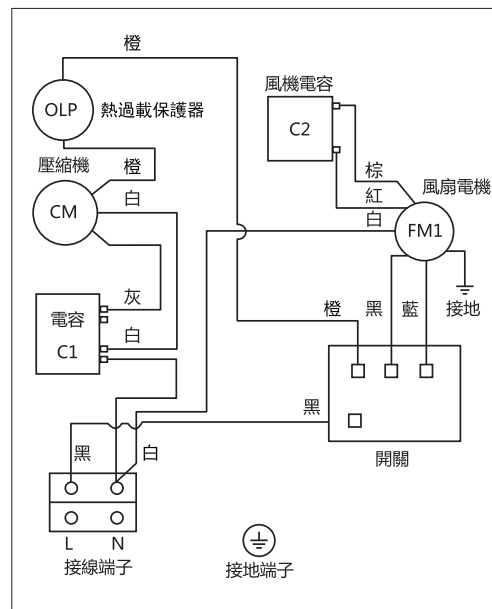 橙
OLP
熱過載保護器
風機電容
C2
壓縮機
橙
CM
白
棕
紅
白
風扇電機
FM1
灰
電容
C1
白
橙
黑
藍
接地
黑
開關
黑
白
L
N
接線端子
接地端子